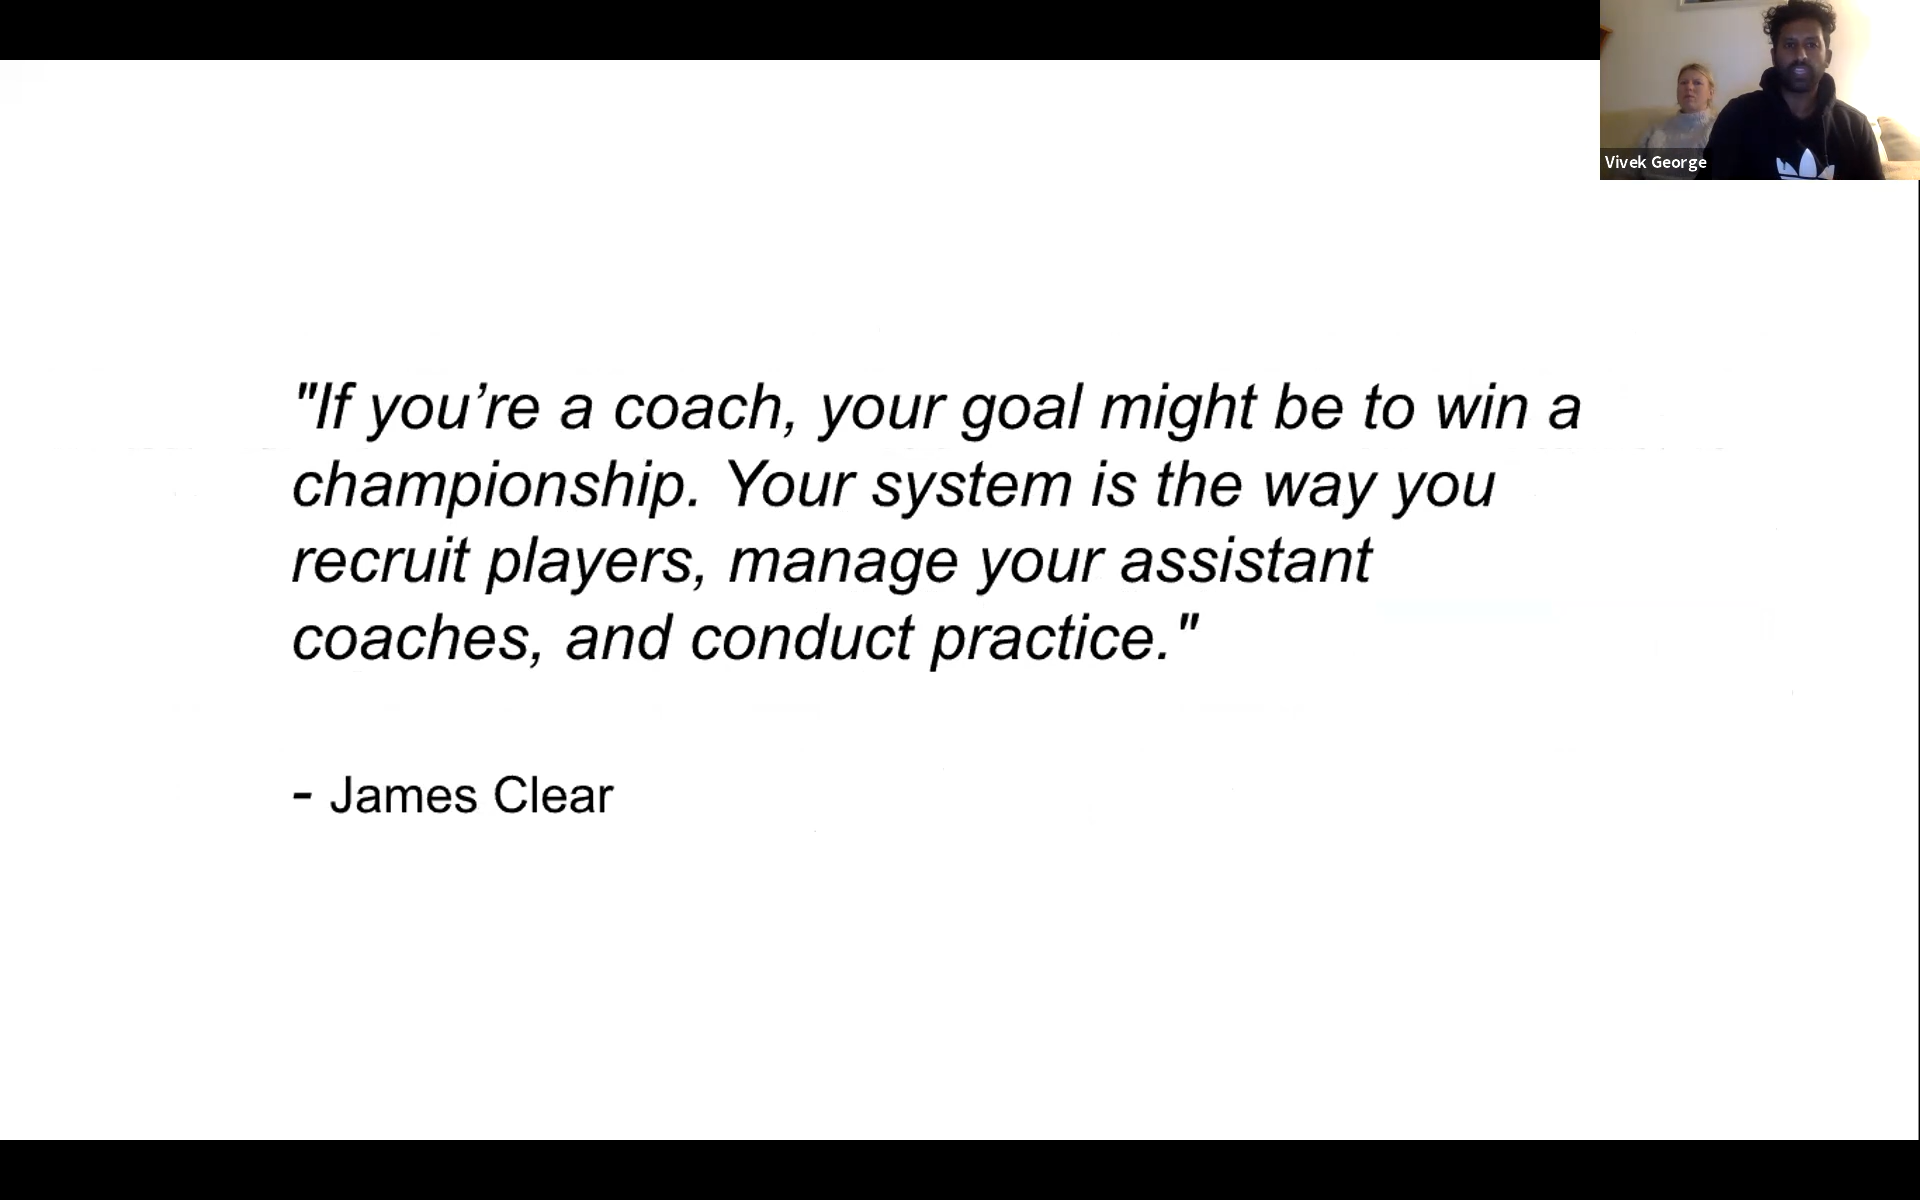 Vivek George
"If you’re a coach, your goal might be to win a
championship. Your system is the way you
recruit players, manage your assistant
coaches, and conduct practice."
- James Clear